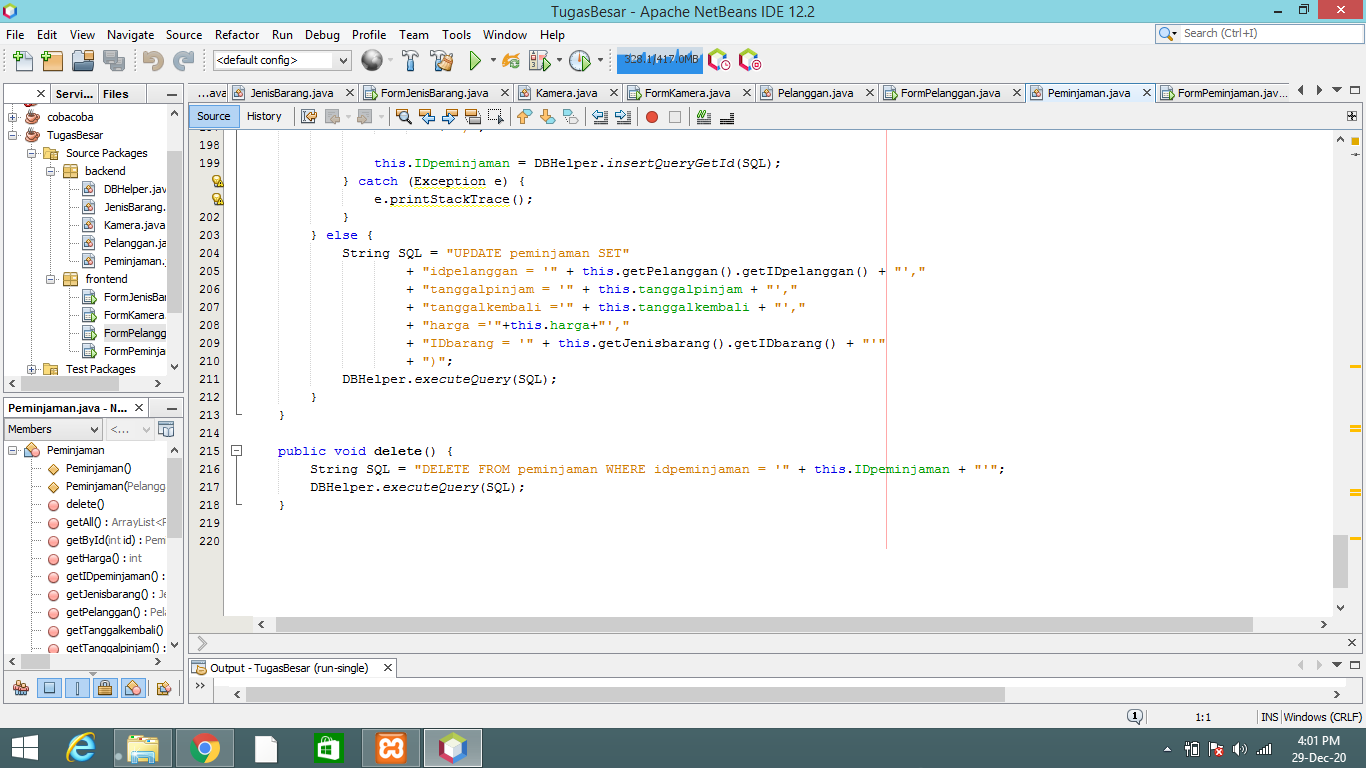 TugasBesar - Apache NetBeans IDE 12.2
File Edit View Navigate Source Refactor Run Debug Profile Team Tools Window Help
Search (Ctrl+I)
<default config>
328.1/417.0MB
Servi... Files
...ava JenisBarang.java FormJenisBarang.java Kamera.java FormKamera.java Pelanggan.java FormPelanggan.java Peminjaman.java FormPeminjaman.jav...
Source History
cobacoba
TugasBesar
Source Packages
backend
DBHelper.jav
JenisBarang.
Kamera.java
Pelanggan.ja
Peminjaman.j
frontend
FormJenisBa
FormKamera.
FormPelangg
FormPeminja
Test Packages
198
199 this.IDpeminjaman = DBHelper.insertQueryGetId(SQL);
} catch (Exception e) {
e.printStackTrace();
202 }
203 } else {
204 String SQL = "UPDATE peminjaman SET"
205 + "idpelanggan = '" + this.getPelanggan().getIDpelanggan() + "',"
206 + "tanggalpinjam = '" + this.tanggalpinjam + "',"
207 + "tanggalkembali ='" + this.tanggalkembali + "',"
208 + "harga ='"+this.harga+"',"
209 + "IDbarang = '" + this.getJenisbarang().getIDbarang() + "'"
210 + ")";
211 DBHelper.executeQuery(SQL);
212 }
213 }
214
215 public void delete() {
216 String SQL = "DELETE FROM peminjaman WHERE idpeminjaman = '" + this.IDpeminjaman + "'";
217 DBHelper.executeQuery(SQL);
218 }
219
220
Peminjaman.java - N...
Members <...
Peminjaman
Peminjaman()
Peminjaman(Pelangg
delete()
getAll() : ArrayList<P
getById(int id) : Pem
getHarga() : int
getIDpeminjaman() :
getJenisbarang() : Je
getPelanggan() : Pela
getTanggalkembali()
getTanggalpinjam() :
Output - TugasBesar (run-single)
1 1:1 INS Windows (CRLF)
4:01 PM
29-Dec-20